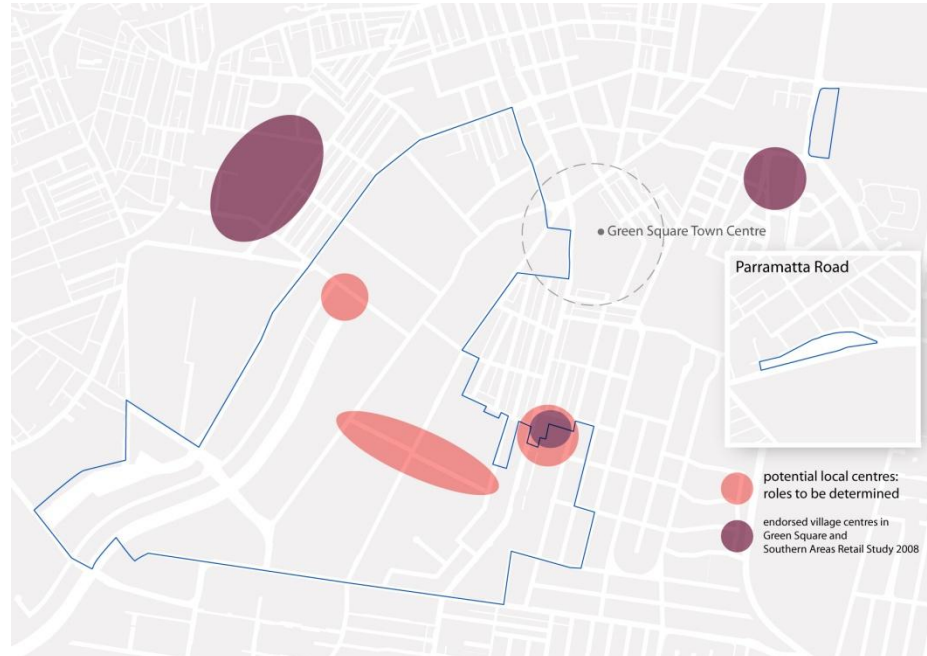 Green Square Town Centre
Parramatta Road
potential local centres:
roles to be determined
endorsed village centres in
Green Square and
Southern Areas Retail Study 2008